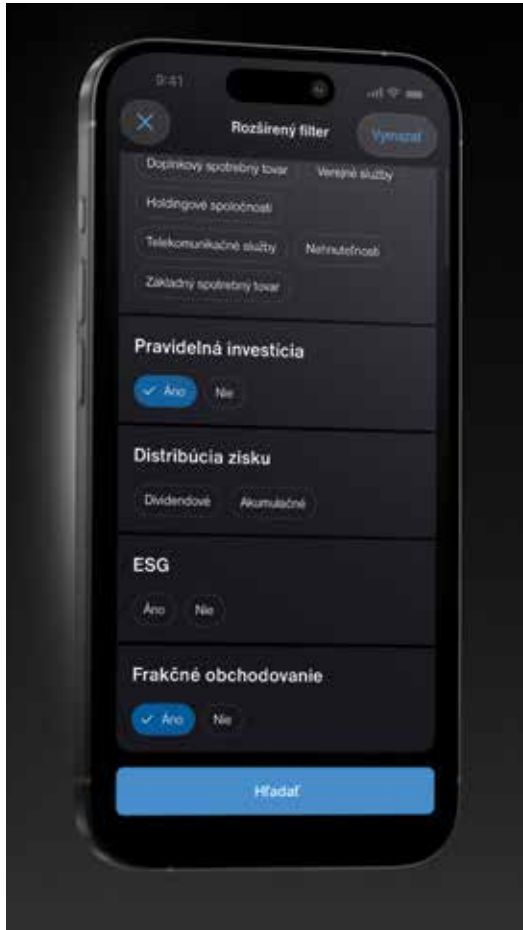 9:41
Rozšírený filter
Vymazať
Doplnkový spotrebný tovar
Verejné služby
Holdingové spoločnosti
Telekomunikačné služby
Nehnuteľnosti
Základný spotrebný tovar
Pravidelná investícia
Áno
Nie
Distribúcia zisku
Dividendové
Akumulačné
ESG
Áno
Nie
Frakčné obchodovanie
Áno
Nie
Hľadať